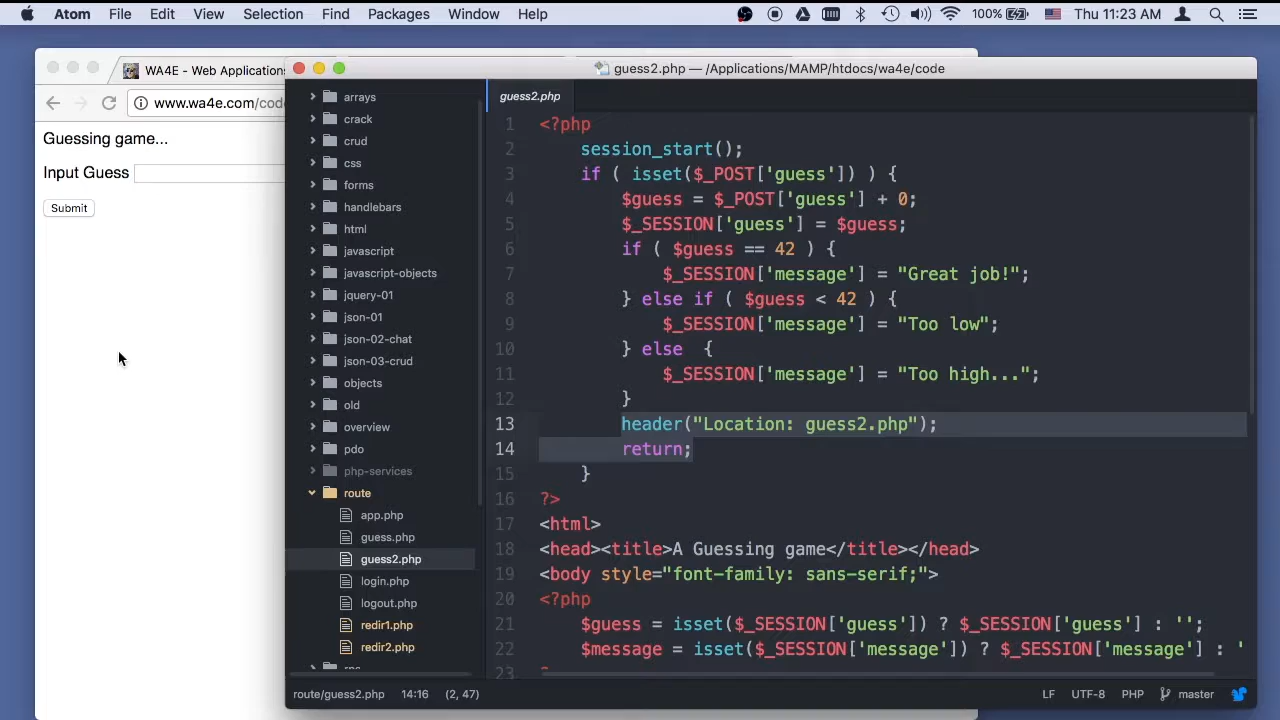 Atom File Edit View Selection Find Packages Window Help 100% Thu 11:23 AM
WA4E - Web Applications
www.wa4e.com/code
Guessing game...
Input Guess
Submit
guess2.php — /Applications/MAMP/htdocs/wa4e/code
arrays
crack
crud
css
forms
handlebars
html
javascript
javascript-objects
jquery-01
json-01
json-02-chat
json-03-crud
objects
old
overview
pdo
php-services
route
app.php
guess.php
guess2.php
login.php
logout.php
redir1.php
redir2.php
guess2.php
1 <?php
2 session_start();
3 if ( isset($_POST['guess']) ) {
4 $guess = $_POST['guess'] + 0;
5 $_SESSION['guess'] = $guess;
6 if ( $guess == 42 ) {
7 $_SESSION['message'] = "Great job!";
8 } else if ( $guess < 42 ) {
9 $_SESSION['message'] = "Too low";
10 } else  {
11 $_SESSION['message'] = "Too high...";
12 }
13 header("Location: guess2.php");
14 return;
15 }
16 ?>
17 <html>
18 <head><title>A Guessing game</title></head>
19 <body style="font-family: sans-serif;">
20 <?php
21 $guess = isset($_SESSION['guess']) ? $_SESSION['guess'] : '';
22 $message = isset($_SESSION['message']) ? $_SESSION['message'] : '
23
route/guess2.php 14:16 (2, 47) LF UTF-8 PHP master